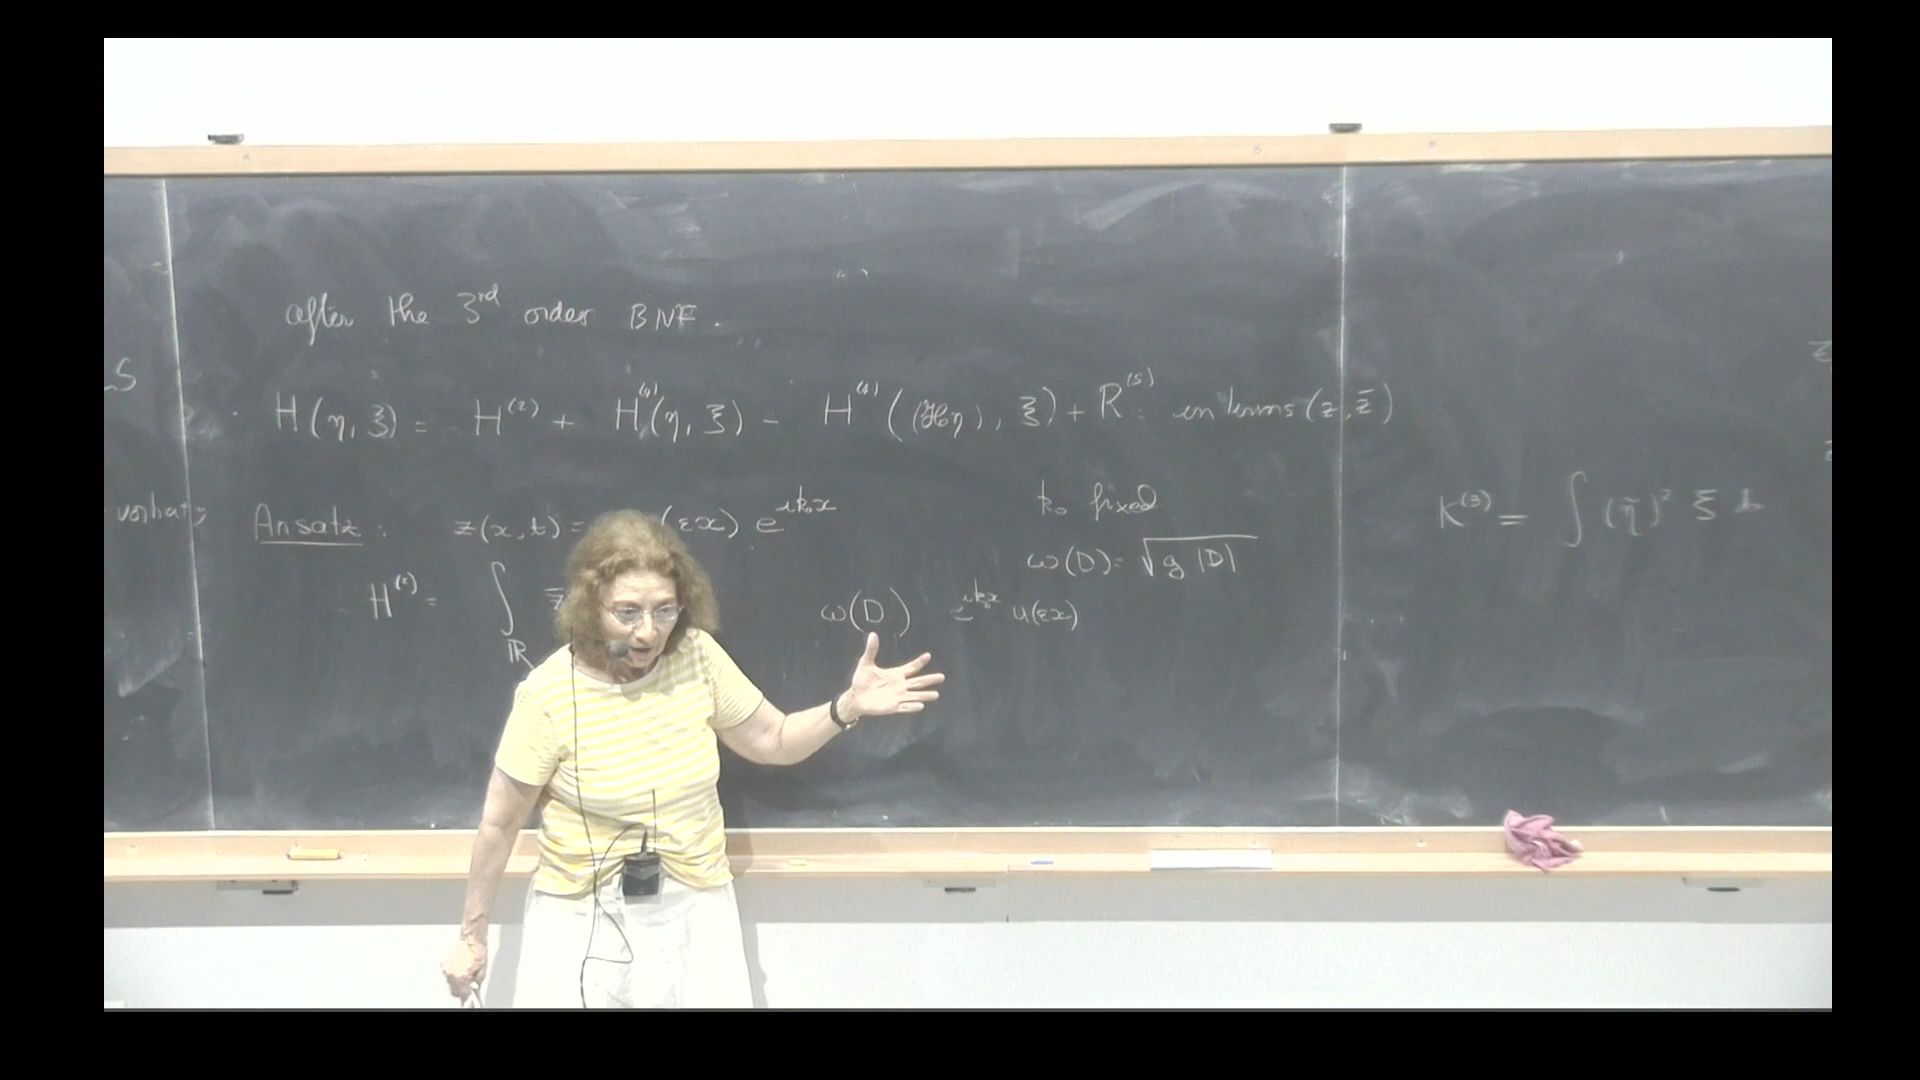 after the 3rd order BNF.
H(η, ξ) = H^(2) + H^(4)(η, ξ) - H^(4)((ℋη), ξ) + R^(5) : in terms (z, z̄)
Ansatz : z(x,t) = (εx) e^{ik₀x}
k₀ fixed
ω(D) = √g|D|
H^(2) = ∫_ℝ z̄ ω(D) e^{ik₀x} u(εx)
K^(3) = ∫ (η̃)² ξ